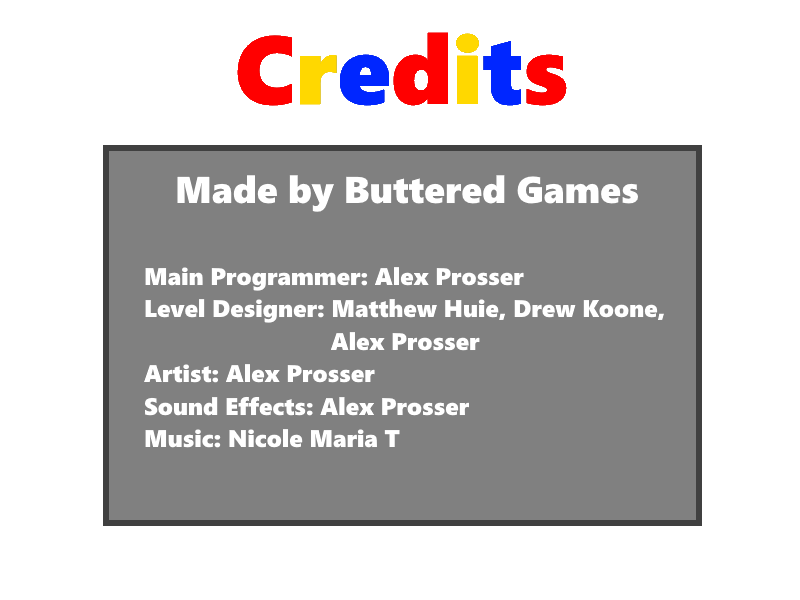 Credits
Made by Buttered Games
Main Programmer: Alex Prosser
Level Designer: Matthew Huie, Drew Koone,
Alex Prosser
Artist: Alex Prosser
Sound Effects: Alex Prosser
Music: Nicole Maria T